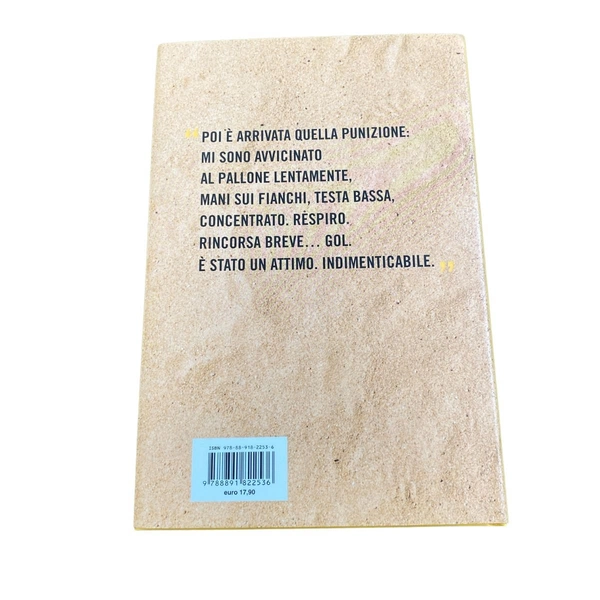 "POI È ARRIVATA QUELLA PUNIZIONE:
MI SONO AVVICINATO
AL PALLONE LENTAMENTE,
MANI SUI FIANCHI, TESTA BASSA,
CONCENTRATO. RESPIRO.
RINCORSA BREVE... GOL.
È STATO UN ATTIMO. INDIMENTICABILE."
ISBN 978-88-918-2253-6
9 788891 822536
euro 17,90